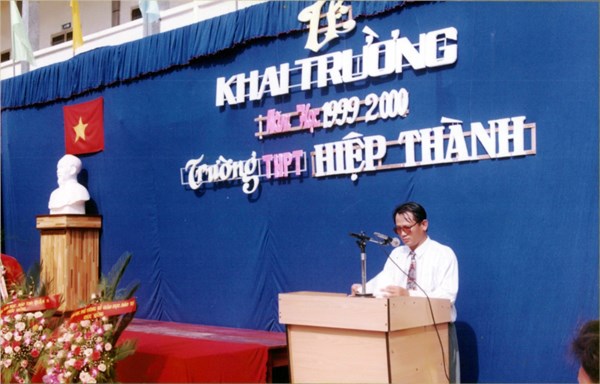 Lễ
KHAI TRƯỜNG
Năm Học 1999-2000
Trường THPT HIỆP THÀNH